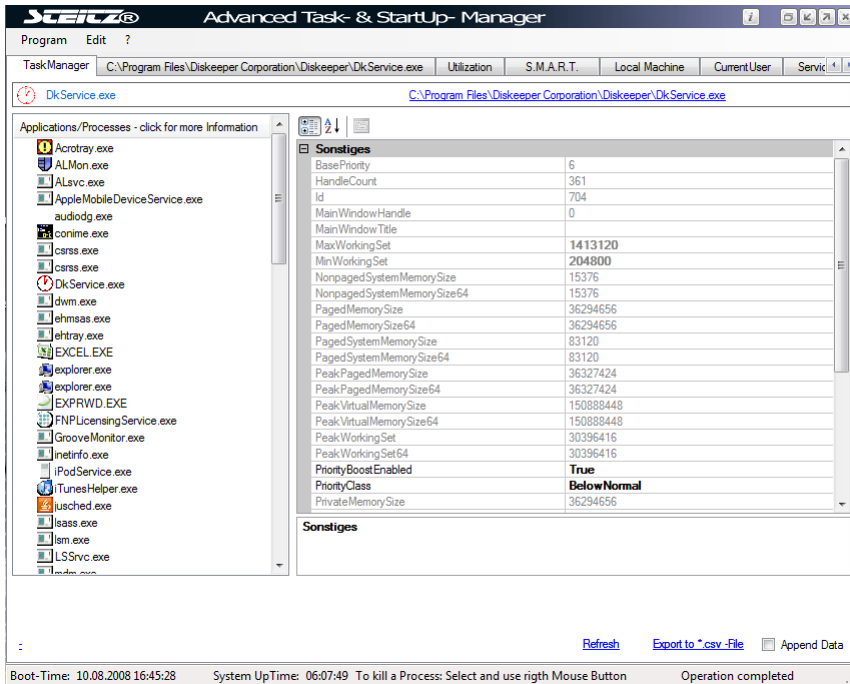 STEITZ® Advanced Task- & StartUp- Manager
Program Edit ?
TaskManager C:\Program Files\Diskeeper Corporation\Diskeeper\DkService.exe Utilization S.M.A.R.T. Local Machine CurrentUser Servic
DkService.exe C:\Program Files\Diskeeper Corporation\Diskeeper\DkService.exe
Applications/Processes - click for more Information
Acrotray.exe
ALMon.exe
ALsvc.exe
AppleMobileDeviceService.exe
audiodg.exe
conime.exe
csrss.exe
csrss.exe
DkService.exe
dwm.exe
ehmsas.exe
ehtray.exe
EXCEL.EXE
explorer.exe
explorer.exe
EXPRWD.EXE
FNPLicensingService.exe
GrooveMonitor.exe
inetinfo.exe
iPodService.exe
iTunesHelper.exe
jusched.exe
lsass.exe
lsm.exe
LSSrvc.exe
mdm.exe
Sonstiges
BasePriority 6
HandleCount 361
Id 704
MainWindowHandle 0
MainWindowTitle
MaxWorkingSet 1413120
MinWorkingSet 204800
NonpagedSystemMemorySize 15376
NonpagedSystemMemorySize64 15376
PagedMemorySize 36294656
PagedMemorySize64 36294656
PagedSystemMemorySize 83120
PagedSystemMemorySize64 83120
PeakPagedMemorySize 36327424
PeakPagedMemorySize64 36327424
PeakVirtualMemorySize 150888448
PeakVirtualMemorySize64 150888448
PeakWorkingSet 30396416
PeakWorkingSet64 30396416
PriorityBoostEnabled True
PriorityClass BelowNormal
PrivateMemorySize 36294656
Sonstiges
- Refresh Export to *.csv -File Append Data
Boot-Time: 10.08.2008 16:45:28 System UpTime: 06:07:49 To kill a Process: Select and use rigth Mouse Button Operation completed